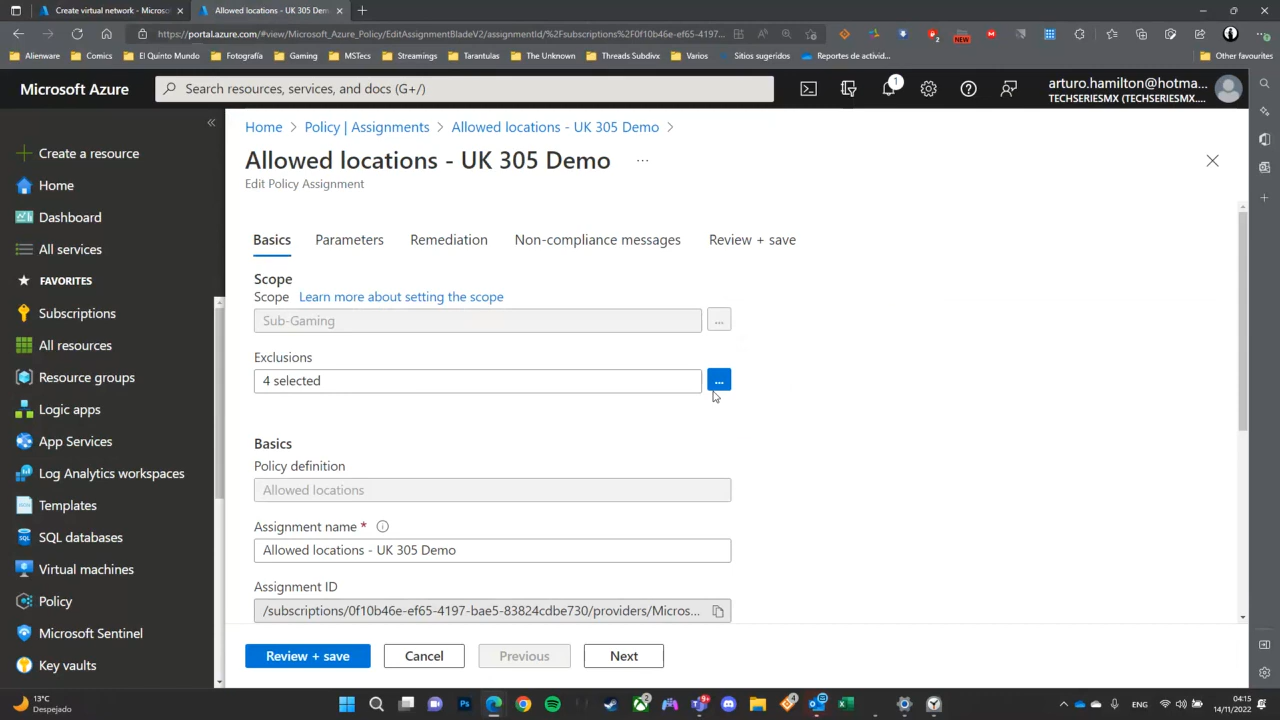 Create virtual network - Microso
Allowed locations - UK 305 Dem
https://portal.azure.com/#view/Microsoft_Azure_Policy/EditAssignmentBladeV2/assignmentId/%2Fsubscriptions%2F0f10b46e-ef65-4197...
2
NEW
Alienware
Comics
El Quinto Mundo
Fotografía
Gaming
MSTecs
Streamings
Tarantulas
The Unknown
Threads Subdivx
Varios
Sitios sugeridos
Reportes de activid...
Other favourites
Microsoft Azure
Search resources, services, and docs (G+/)
1
arturo.hamilton@hotma...
TECHSERIESMX (TECHSERIESMX....
Create a resource
Home
Dashboard
All services
FAVORITES
Subscriptions
All resources
Resource groups
Logic apps
App Services
Log Analytics workspaces
Templates
SQL databases
Virtual machines
Policy
Microsoft Sentinel
Key vaults
Home > Policy | Assignments > Allowed locations - UK 305 Demo >
Allowed locations - UK 305 Demo ...
Edit Policy Assignment
Basics
Parameters
Remediation
Non-compliance messages
Review + save
Scope
Scope Learn more about setting the scope
Sub-Gaming
...
Exclusions
4 selected
...
Basics
Policy definition
Allowed locations
Assignment name *
Allowed locations - UK 305 Demo
Assignment ID
/subscriptions/0f10b46e-ef65-4197-bae5-83824cdbe730/providers/Micros...
Review + save
Cancel
Previous
Next
13°C
Despejado
2
9+
4
ENG
04:15
14/11/2022